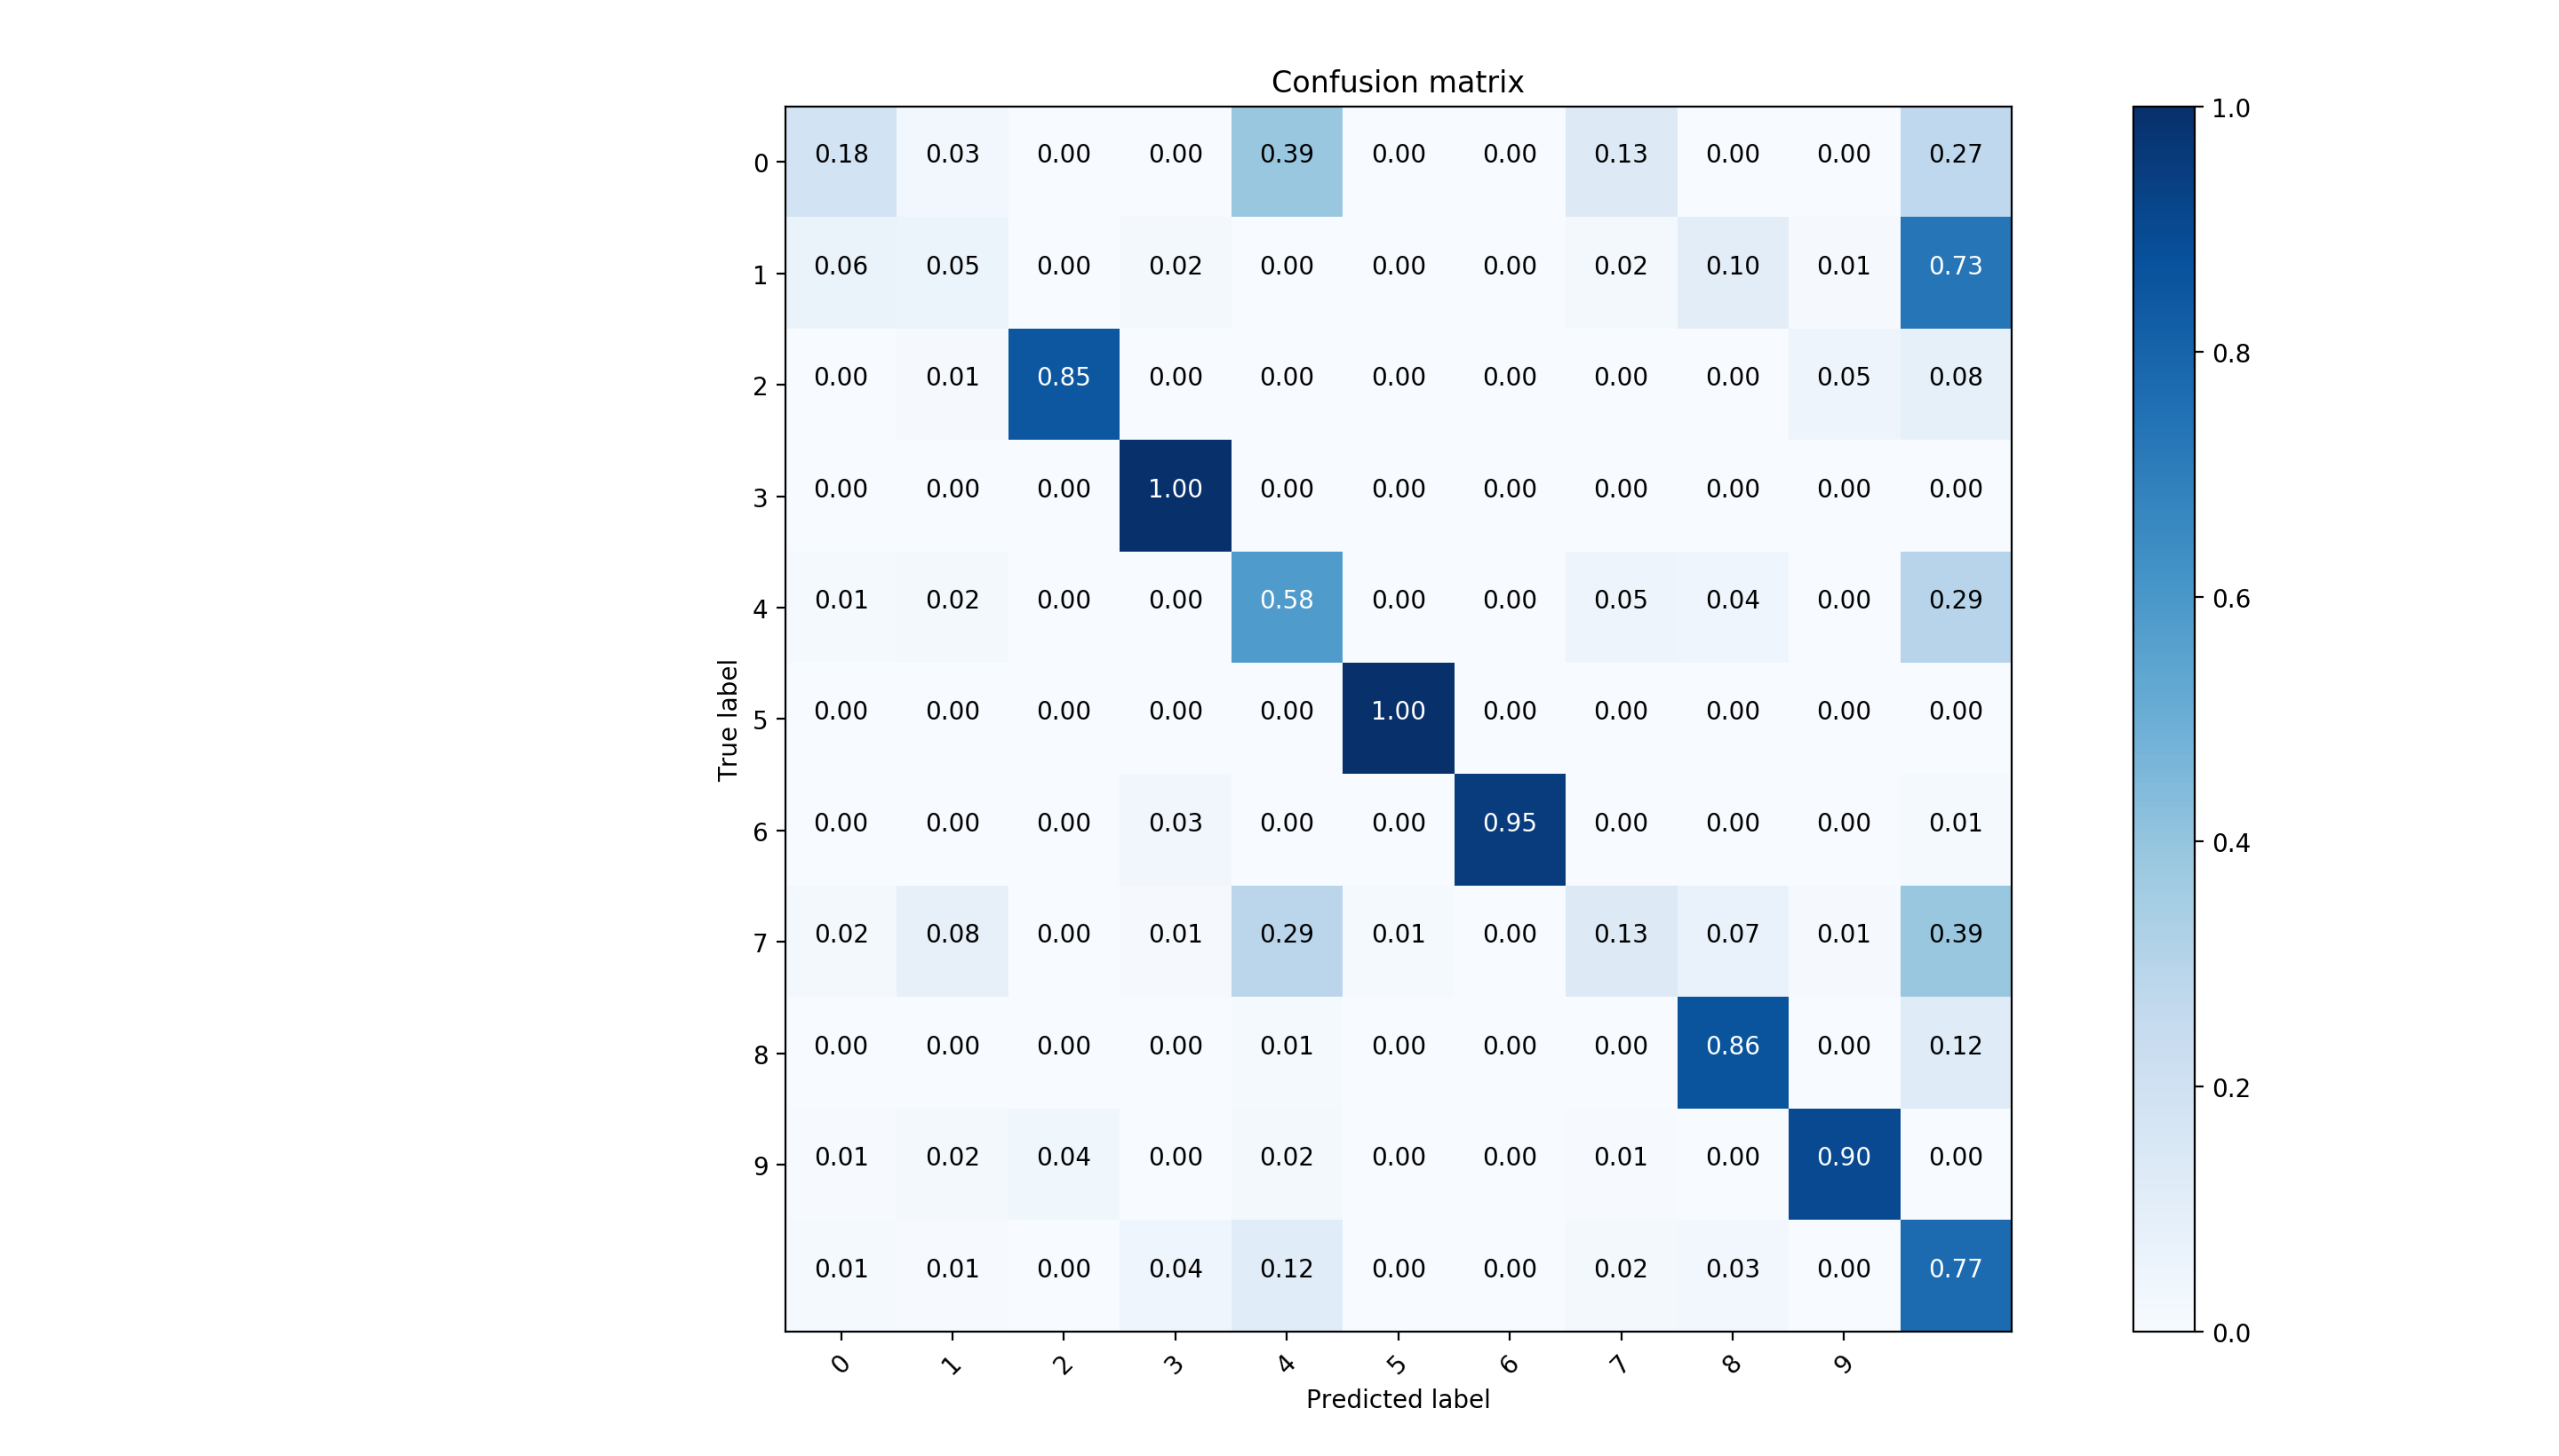 Confusion matrix
0 0.18 0.03 0.00 0.00 0.39 0.00 0.00 0.13 0.00 0.00 0.27
1 0.06 0.05 0.00 0.02 0.00 0.00 0.00 0.02 0.10 0.01 0.73
2 0.00 0.01 0.85 0.00 0.00 0.00 0.00 0.00 0.00 0.05 0.08
3 0.00 0.00 0.00 1.00 0.00 0.00 0.00 0.00 0.00 0.00 0.00
4 0.01 0.02 0.00 0.00 0.58 0.00 0.00 0.05 0.04 0.00 0.29
5 0.00 0.00 0.00 0.00 0.00 1.00 0.00 0.00 0.00 0.00 0.00
6 0.00 0.00 0.00 0.03 0.00 0.00 0.95 0.00 0.00 0.00 0.01
7 0.02 0.08 0.00 0.01 0.29 0.01 0.00 0.13 0.07 0.01 0.39
8 0.00 0.00 0.00 0.00 0.01 0.00 0.00 0.00 0.86 0.00 0.12
9 0.01 0.02 0.04 0.00 0.02 0.00 0.00 0.01 0.00 0.90 0.00
0.01 0.01 0.00 0.04 0.12 0.00 0.00 0.02 0.03 0.00 0.77
0 1 2 3 4 5 6 7 8 9
Predicted label
True label
1.0
0.8
0.6
0.4
0.2
0.0